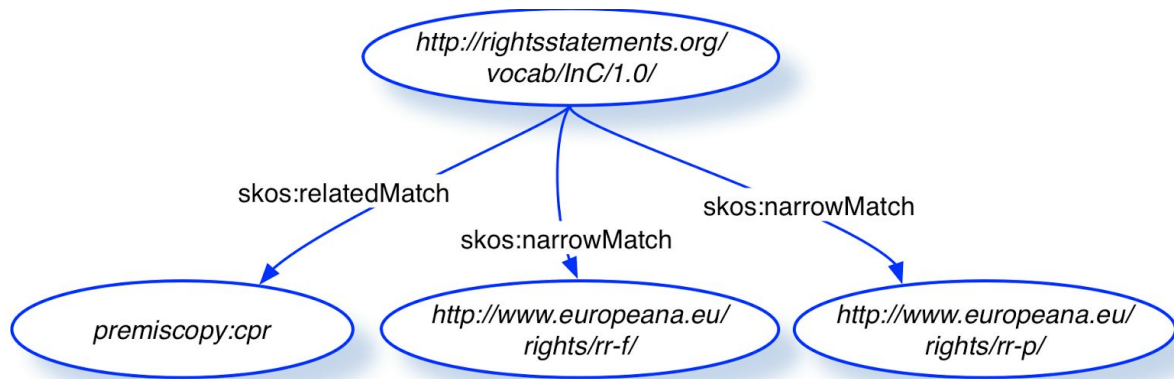 http://rightsstatements.org/
vocab/InC/1.0/
skos:relatedMatch
skos:narrowMatch
skos:narrowMatch
premiscopy:cpr
http://www.europeana.eu/
rights/rr-f/
http://www.europeana.eu/
rights/rr-p/